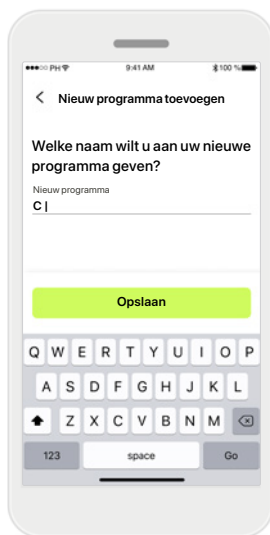 ●●●○○ PH 9:41 AM 100 %
Nieuw programma toevoegen
Welke naam wilt u aan uw nieuwe
programma geven?
Nieuw programma
C |
Opslaan
Q W E R T Y U I O P
A S D F G H J K L
Z X C V B N M
123 space Go